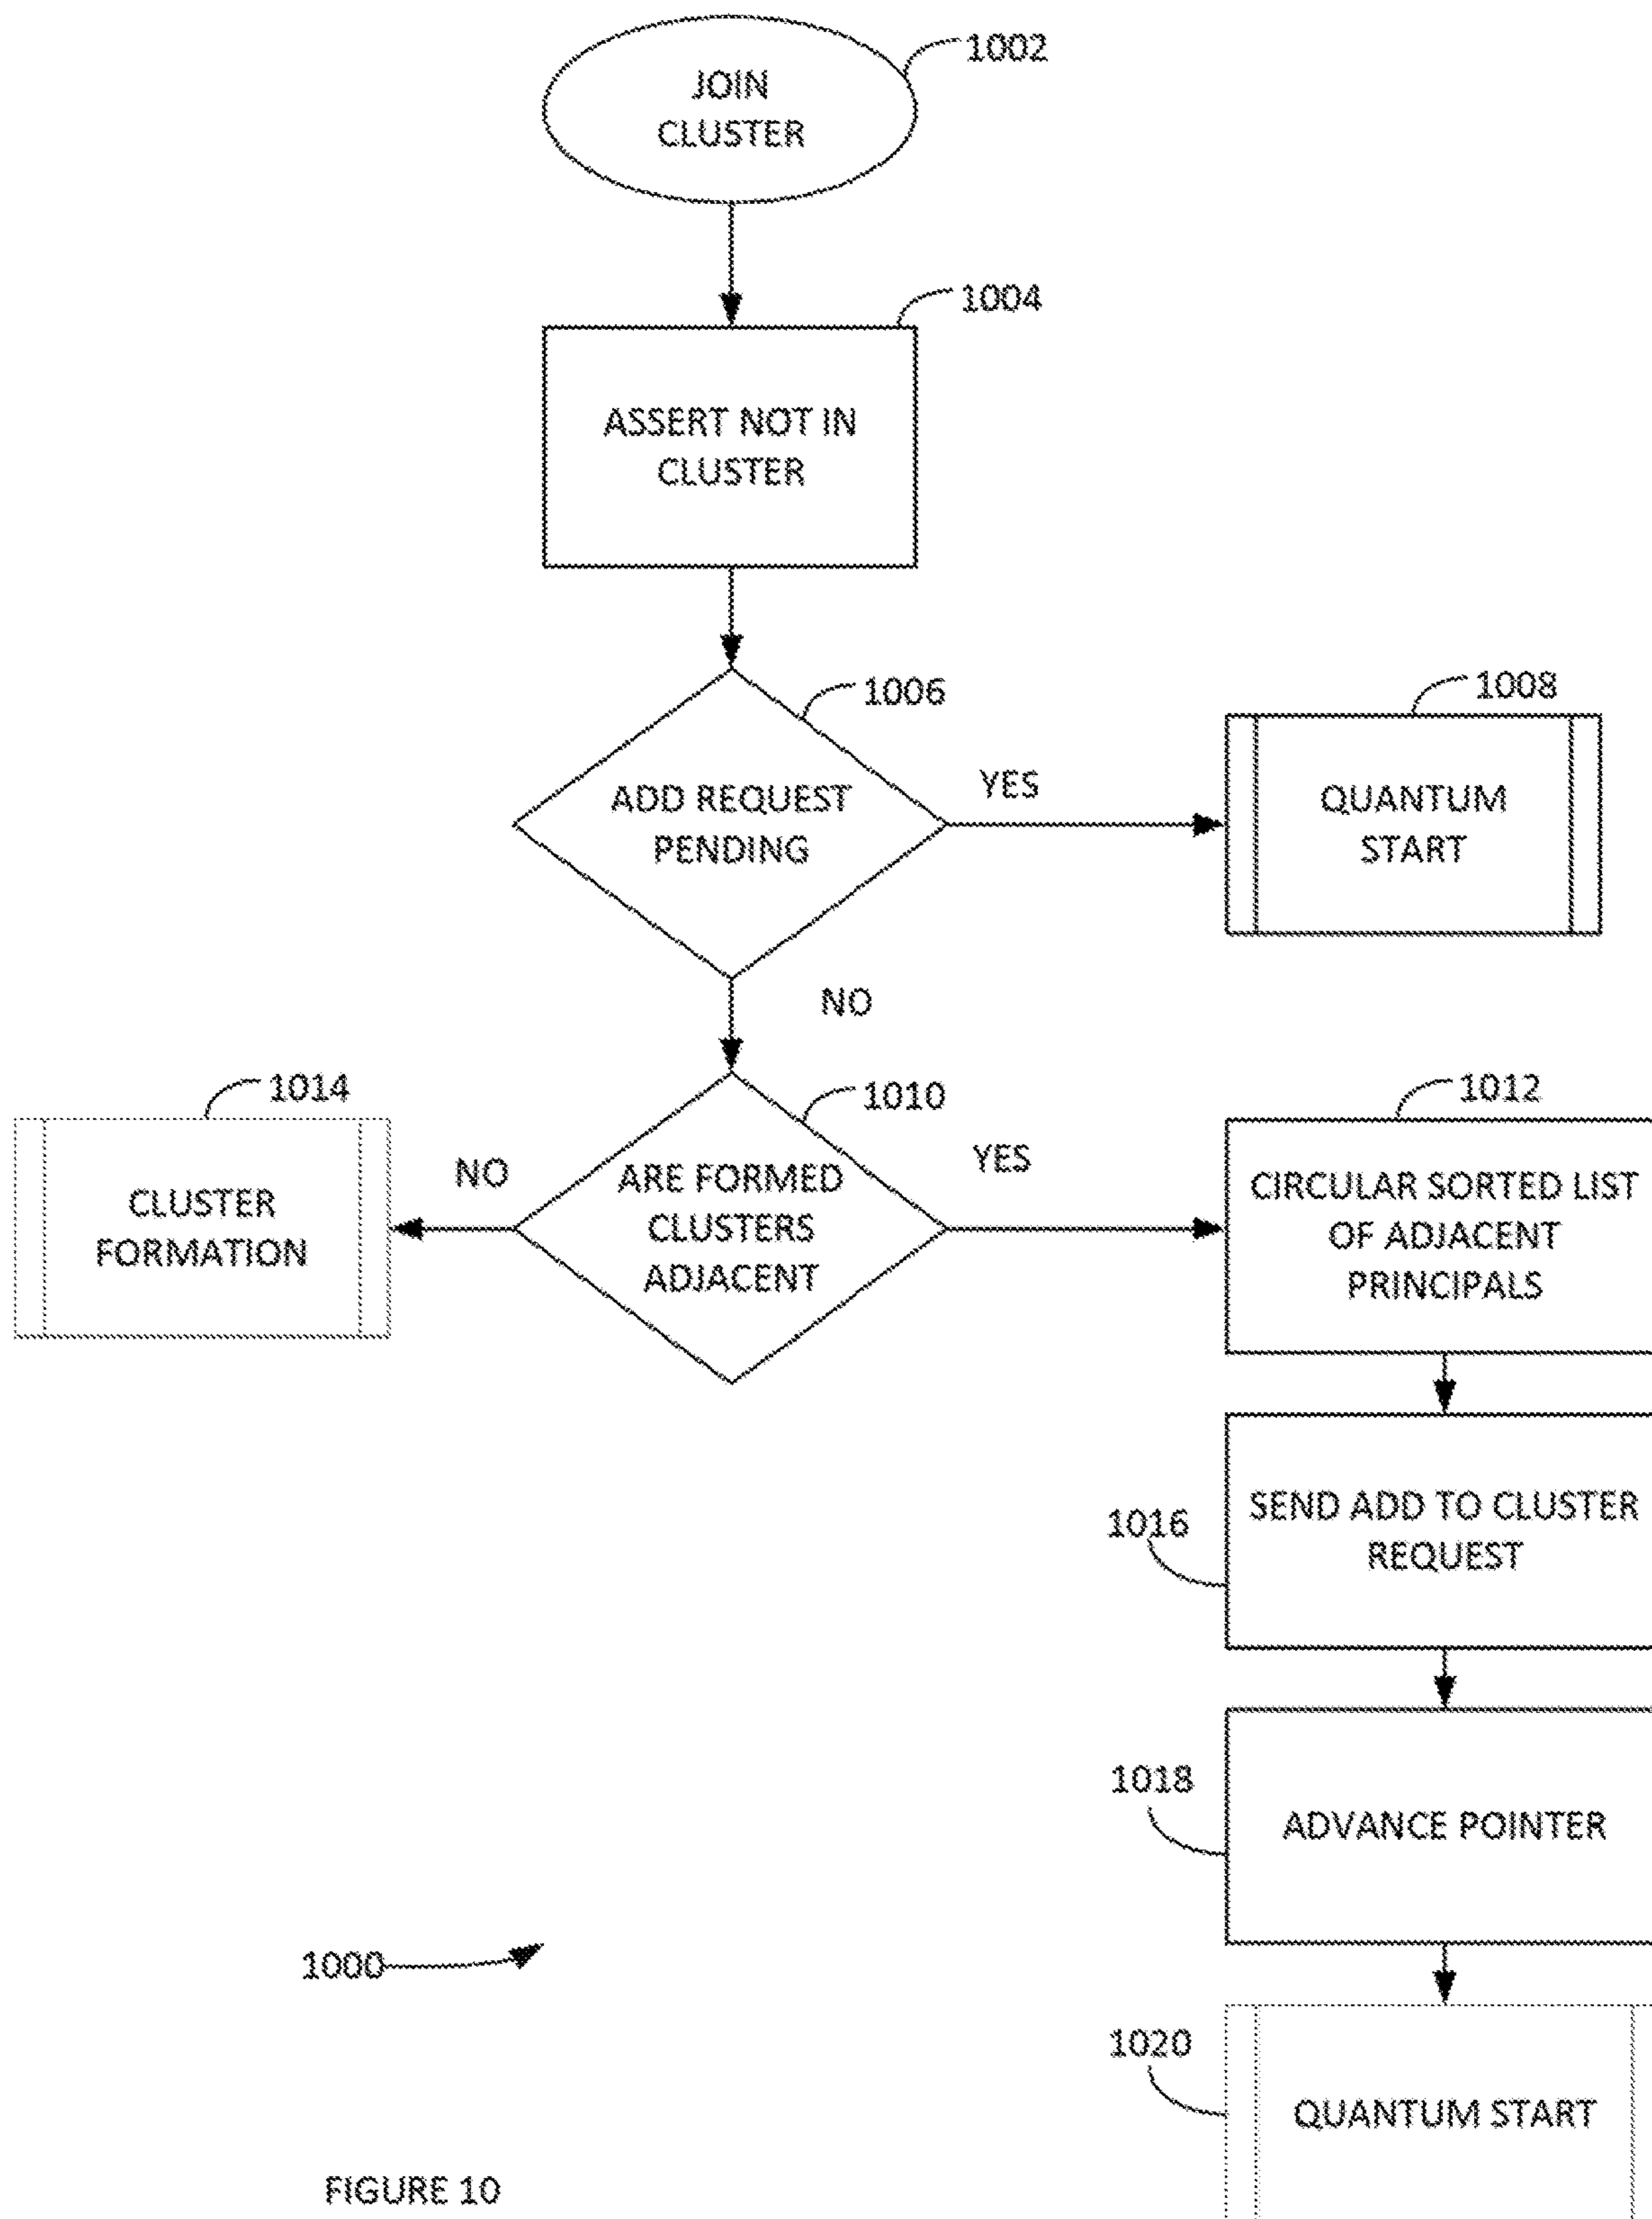 1002
JOIN
CLUSTER
1004
ASSERT NOT IN
CLUSTER
1006
ADD REQUEST
PENDING
YES
1008
QUANTUM
START
NO
1014
CLUSTER
FORMATION
NO
1010
ARE FORMED
CLUSTERS
ADJACENT
YES
1012
CIRCULAR SORTED LIST
OF ADJACENT
PRINCIPALS
1016
SEND ADD TO CLUSTER
REQUEST
1018
ADVANCE POINTER
1000
1020
QUANTUM START
FIGURE 10